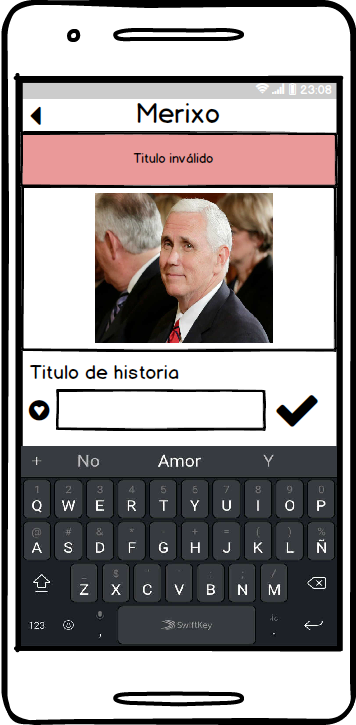 23:08
Merixo
Titulo inválido
Titulo de historia
+ No Amor Y
1 2 3 4 5 6 7 8 9 0
Q W E R T Y U I O P
@ # & * - + = ( ) %
A S D F G H J K L Ñ
$ " ' : ; /
Z X C V B N M
123 , SwiftKey .